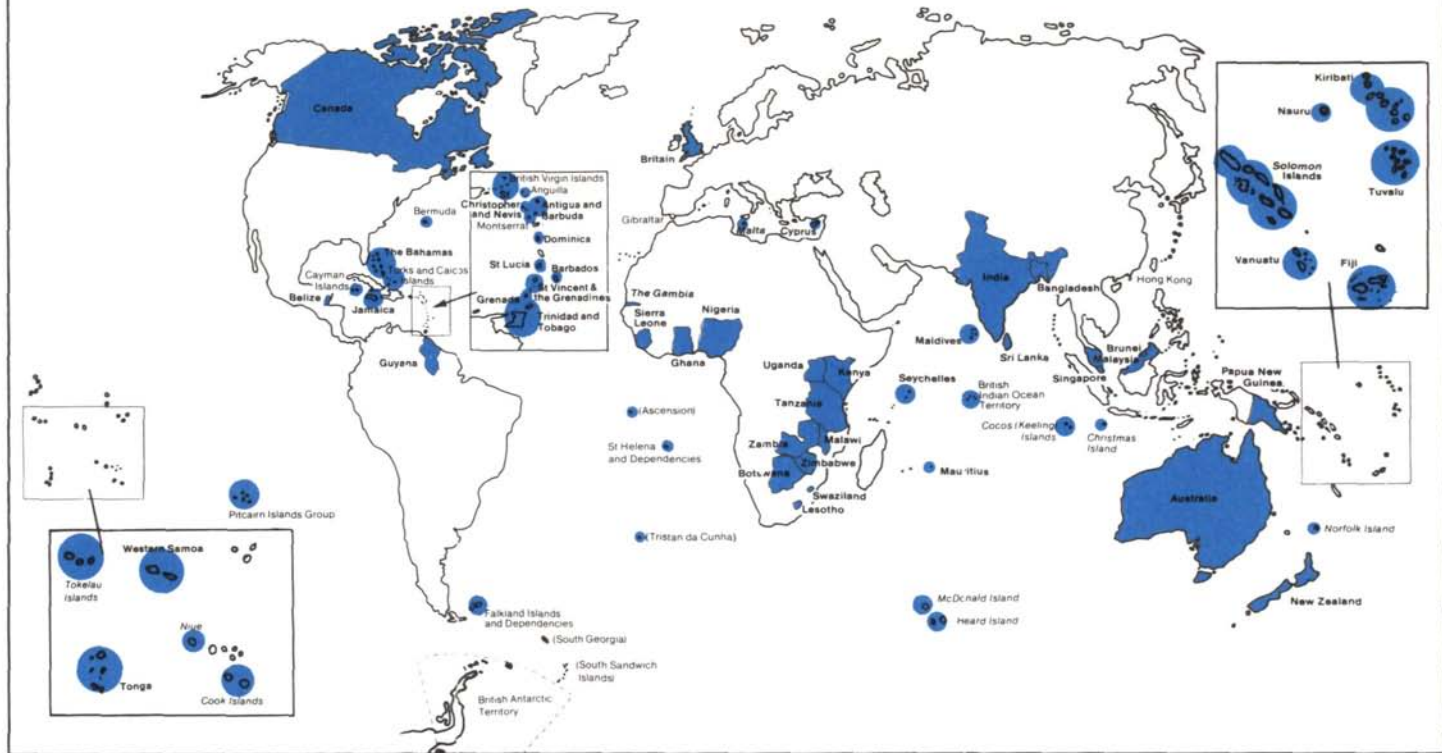 Canada
Britain
Bermuda
The Bahamas
Turks and Caicos
Islands
Cayman
Islands
Belize
Jamaica
Guyana
British Virgin Islands
Anguilla
Christopher
and Nevis
Antigua and
Barbuda
Montserrat
Dominica
St Lucia
Barbados
St Vincent &
the Grenadines
Grenada
Trinidad and
Tobago
Gibraltar
Malta
Cyprus
The Gambia
Sierra
Leone
Ghana
Nigeria
Uganda
Kenya
Tanzania
Zambia
Malawi
Zimbabwe
Botswana
Swaziland
Lesotho
(Ascension)
St Helena
and Dependencies
(Tristan da Cunha)
India
Bangladesh
Hong Kong
Maldives
Sri Lanka
Seychelles
British
Indian Ocean
Territory
Mauritius
Brunei
Malaysia
Singapore
Cocos (Keeling)
Islands
Christmas
Island
Papua New
Guinea
Australia
Norfolk Island
New Zealand
McDonald Island
Heard Island
Kiribati
Nauru
Solomon
Islands
Tuvalu
Vanuatu
Fiji
Pitcairn Islands Group
Tokelau
Islands
Western Samoa
Niue
Tonga
Cook Islands
Falkland Islands
and Dependencies
(South Georgia)
(South Sandwich
Islands)
British Antarctic
Territory